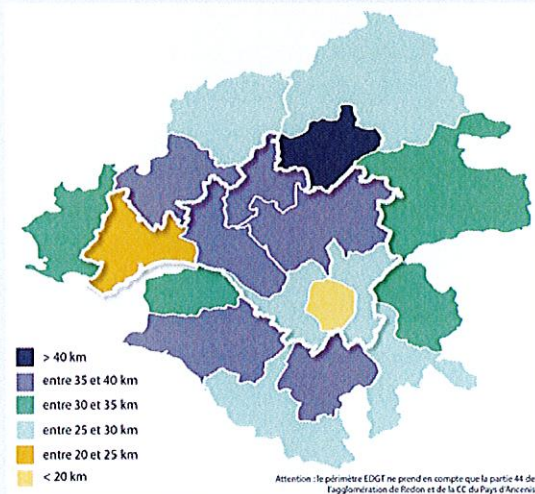 > 40 km
entre 35 et 40 km
entre 30 et 35 km
entre 25 et 30 km
entre 20 et 25 km
< 20 km
Attention : le périmètre EDGT ne prend en compte que la partie 44 de
l'agglomération de Redon et de la CC du Pays d'Ancenis